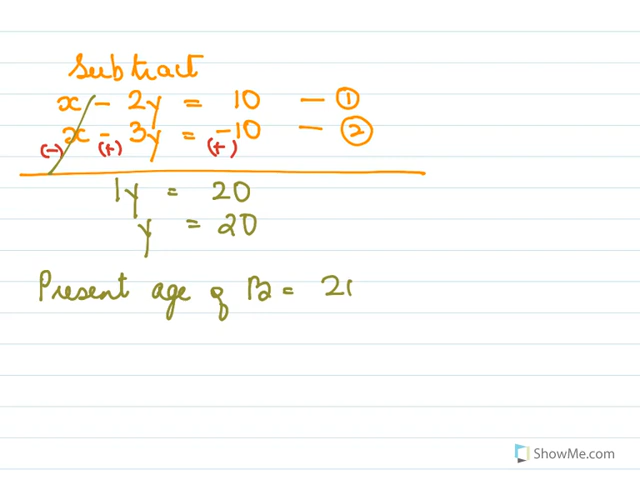 Subtract
x - 2y = 10 — ①
x - 3y = -10 — ②
(-) (+) (+)
1y = 20
y = 20
Present age of B = 2
ShowMe.com